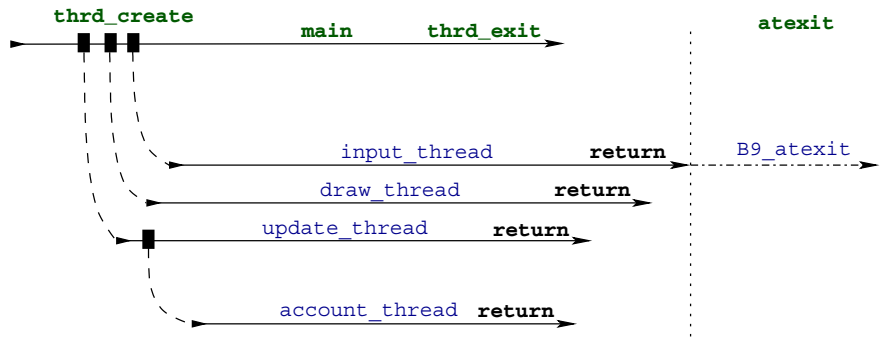 thrd_create
atexit
main thrd_exit
input_thread return B9_atexit
draw_thread return
update_thread return
account_thread return